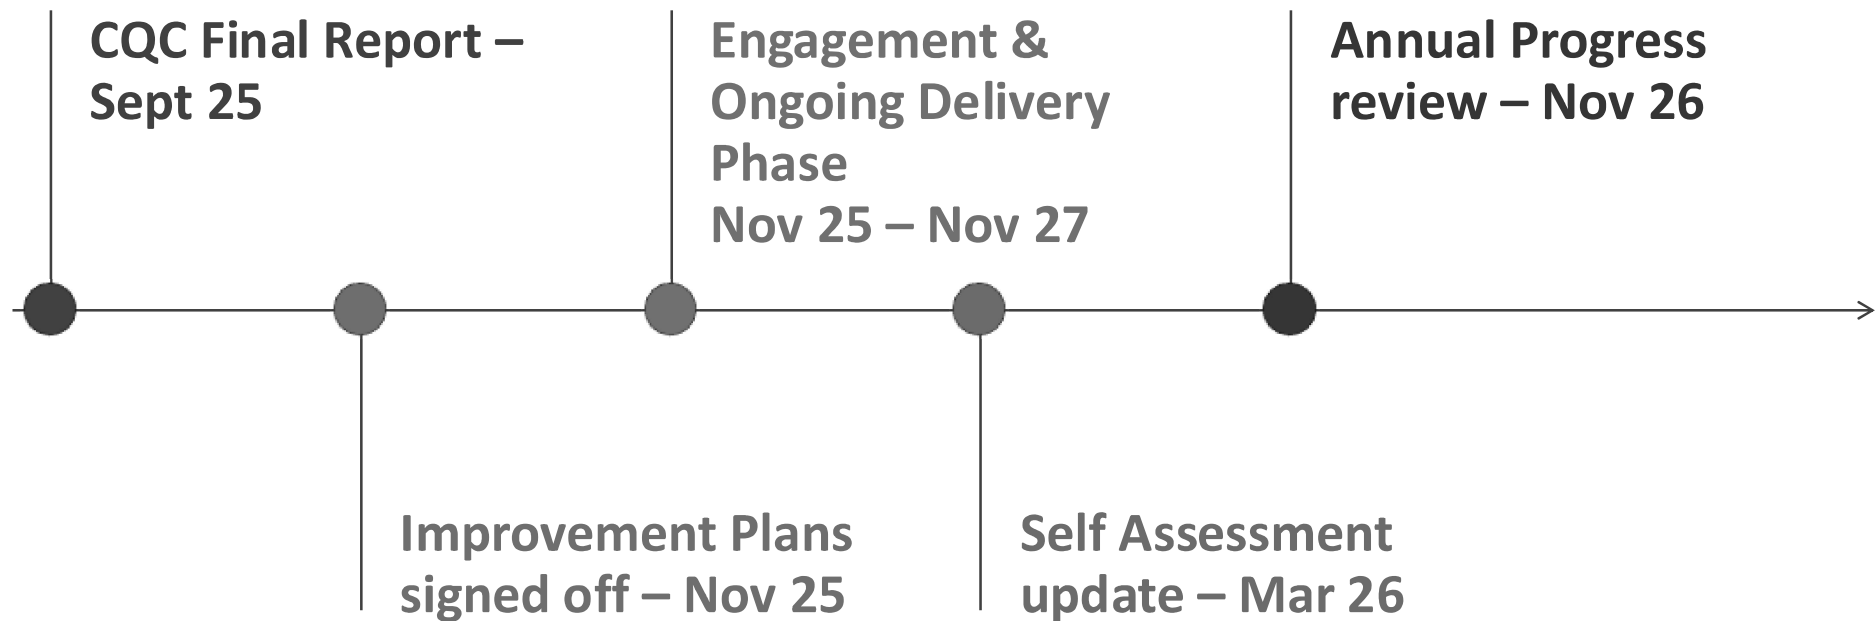 CQC Final Report –
Sept 25
Improvement Plans
signed off – Nov 25
Engagement &
Ongoing Delivery
Phase
Nov 25 – Nov 27
Self Assessment
update – Mar 26
Annual Progress
review – Nov 26